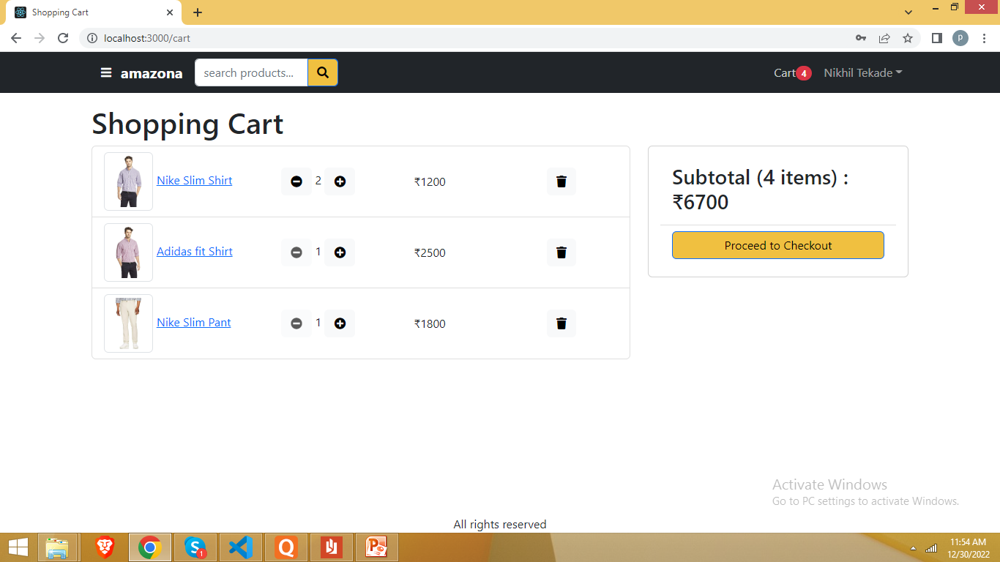 Shopping Cart
localhost:3000/cart
P
amazona
search products...
Cart 4
Nikhil Tekade
Shopping Cart
Nike Slim Shirt 2 ₹1200
Adidas fit Shirt 1 ₹2500
Nike Slim Pant 1 ₹1800
Subtotal (4 items) :
₹6700
Proceed to Checkout
Activate Windows
Go to PC settings to activate Windows.
All rights reserved
1
11:54 AM
12/30/2022